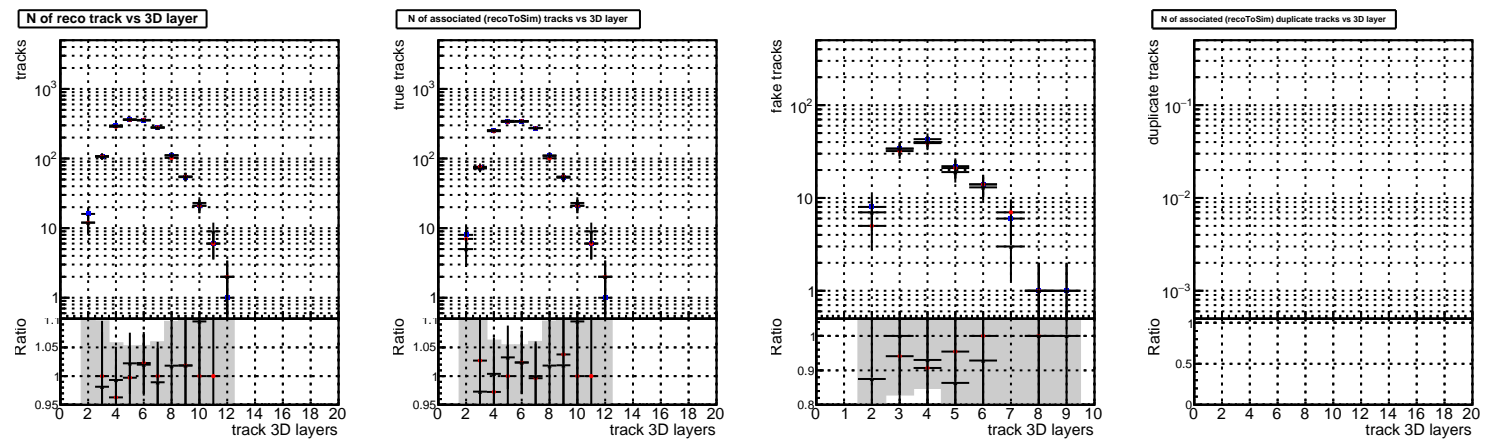 N of reco track vs 3D layer
tracks
10³
10²
10
1
Ratio
1.1
1.05
1
0.95
0 2 4 6 8 10 12 14 16 18 20
track 3D layers
N of associated (recoToSim) tracks vs 3D layer
true tracks
10³
10²
10
1
Ratio
1.1
1.05
1
0.95
0 2 4 6 8 10 12 14 16 18 20
track 3D layers
fake tracks
10²
10
1
Ratio
1
0.9
0.8
0 1 2 3 4 5 6 7 8 9 10
track 3D layers
N of associated (recoToSim) duplicate tracks vs 3D layer
duplicate tracks
10⁻¹
10⁻²
10⁻³
Ratio
1
0.5
0
0 2 4 6 8 10 12 14 16 18 20
track 3D layers